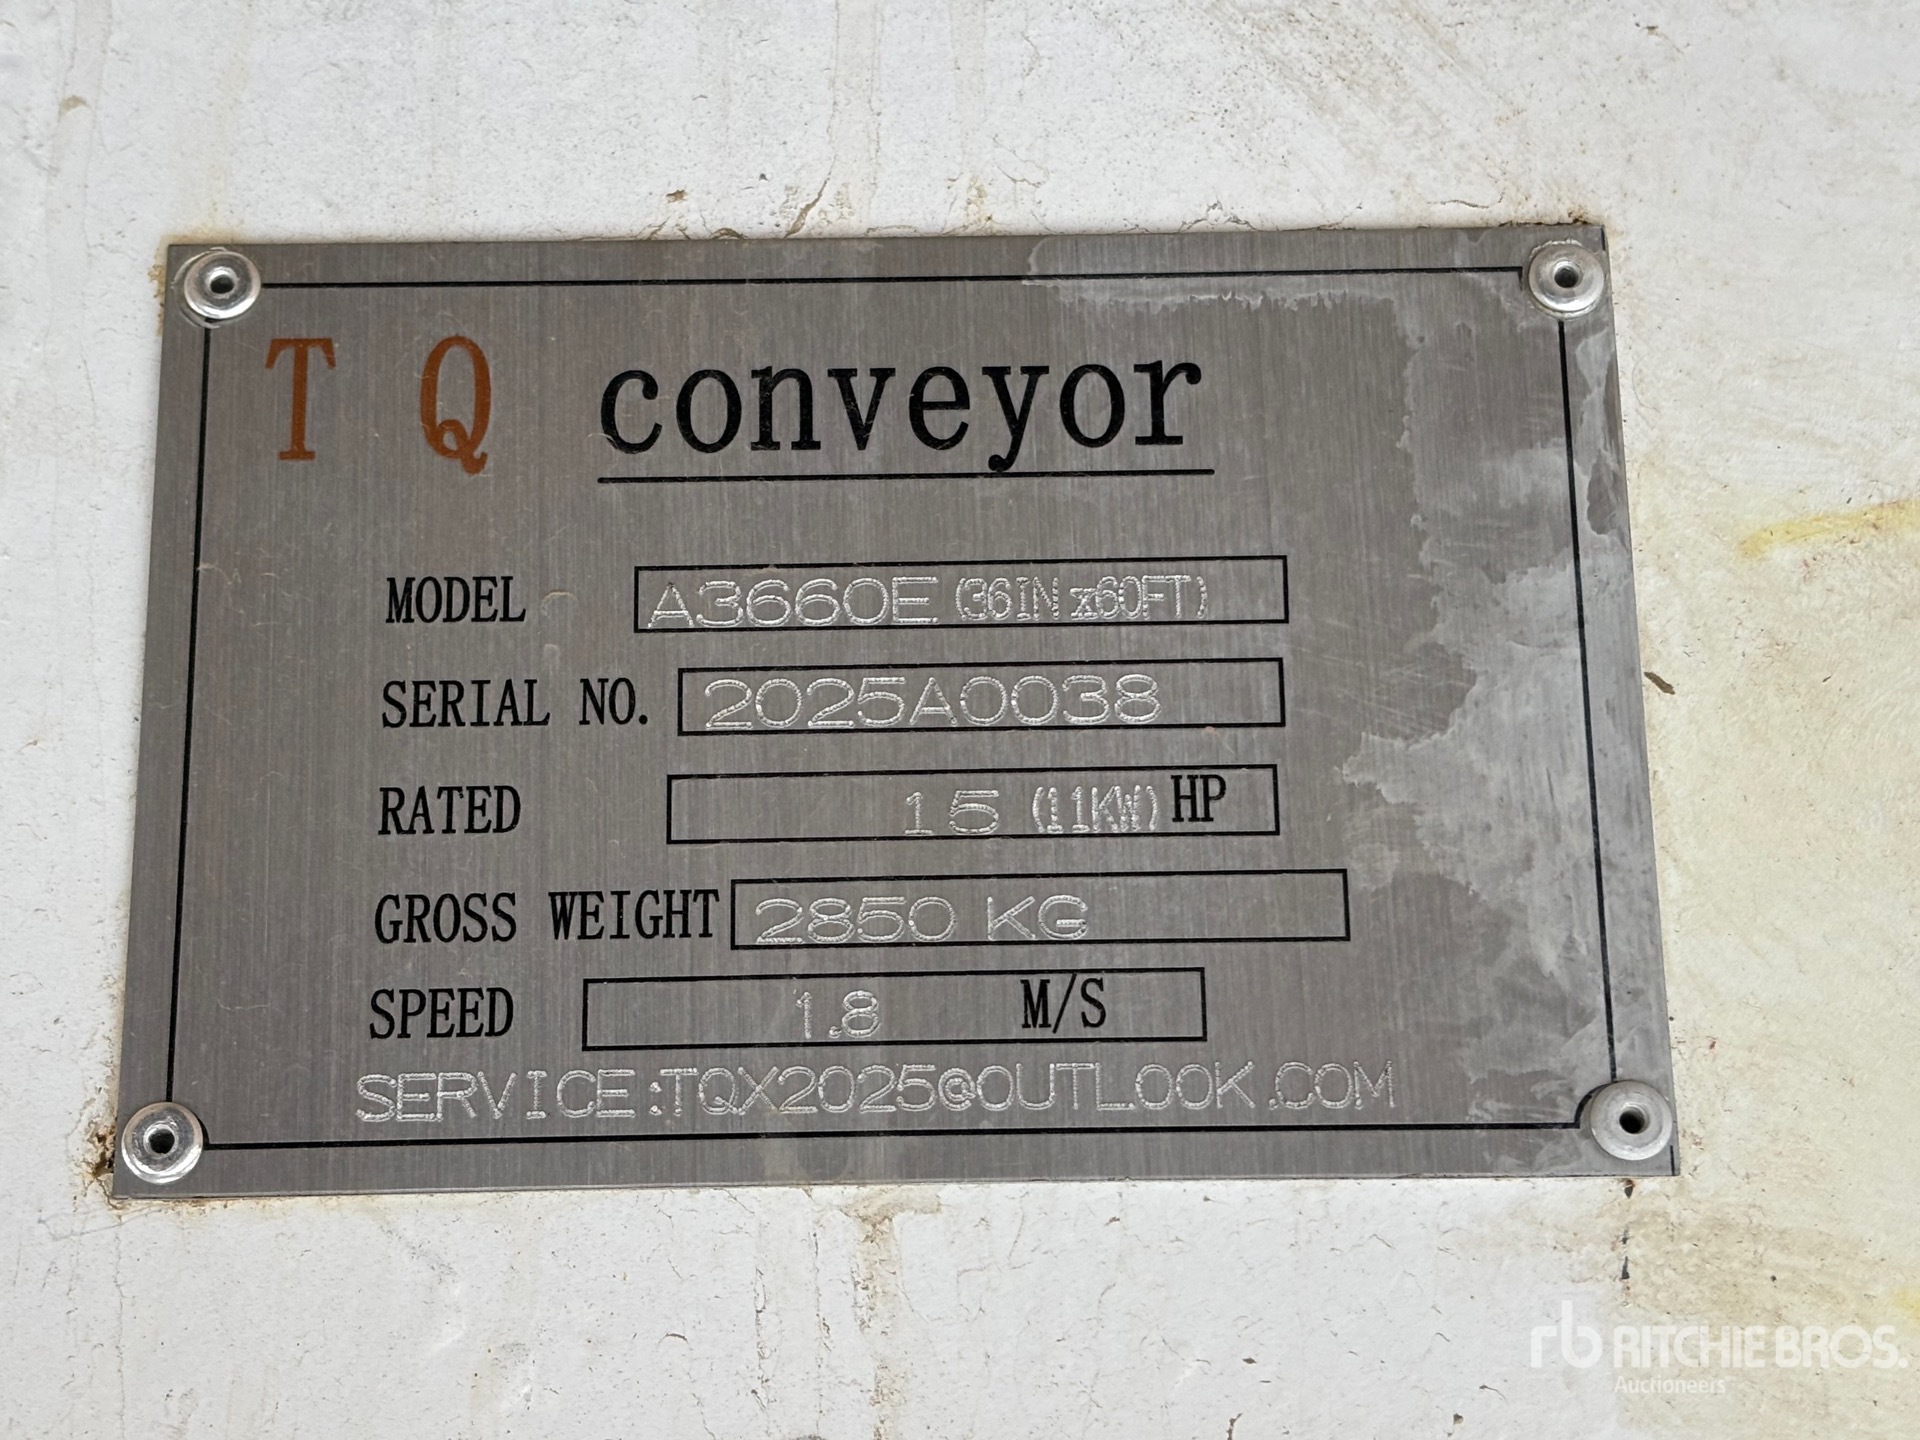 T Q conveyor
MODEL A3660E (36IN x60FT)
SERIAL NO. 2025A0038
RATED 15 (11KW) HP
GROSS WEIGHT 2850 KG
SPEED 1.8 M/S
SERVICE:TQX2025@OUTLOOK.COM
rb RITCHIE BROS.
Auctioneers